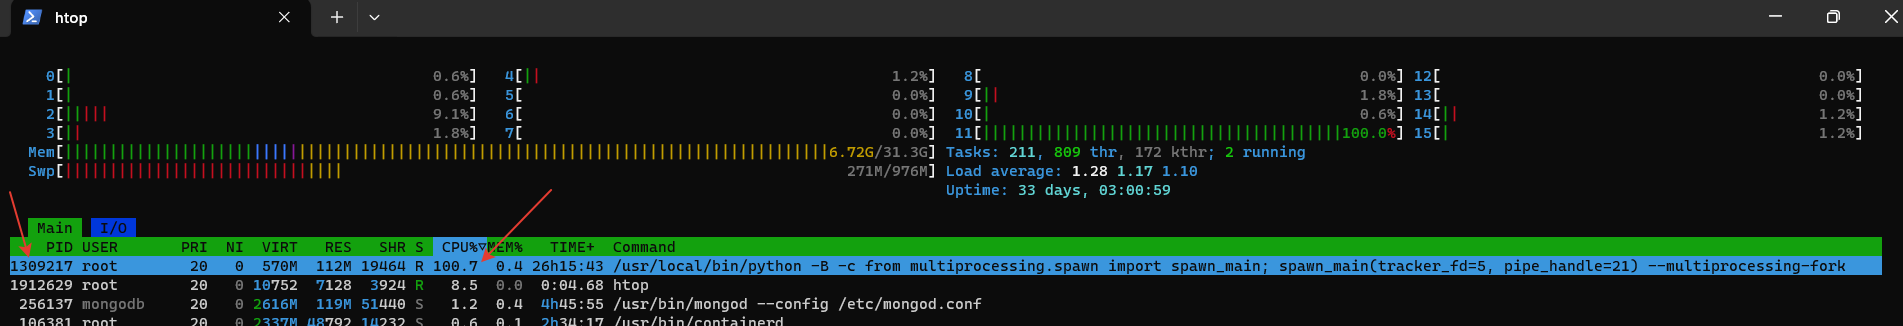 htop
0[| 0.6%] 4[|| 1.2%] 8[ 0.0%] 12[ 0.0%]
1[| 0.6%] 5[ 0.0%] 9[|| 1.8%] 13[ 0.0%]
2[||||| 9.1%] 6[ 0.0%] 10[| 0.6%] 14[|| 1.2%]
3[|| 1.8%] 7[ 0.0%] 11[||||||||||||||||||||||||||||||||||||||||100.0%] 15[| 1.2%]
Mem[||||||||||||||||||||||||||||||||||||||||||||||||||||||||||||||||||||||||||||||||||||||6.72G/31.3G] Tasks: 211, 809 thr, 172 kthr; 2 running
Swp[||||||||||||||||||||||||||||||| 271M/976M] Load average: 1.28 1.17 1.10
Uptime: 33 days, 03:00:59
Main I/O
PID USER PRI NI VIRT RES SHR S CPU%▽MEM% TIME+ Command
1309217 root 20 0 570M 112M 19464 R 100.7 0.4 26h15:43 /usr/local/bin/python -B -c from multiprocessing.spawn import spawn_main; spawn_main(tracker_fd=5, pipe_handle=21) --multiprocessing-fork
1912629 root 20 0 10752 7128 3924 R 8.5 0.0 0:04.68 htop
256137 mongodb 20 0 2616M 119M 51440 S 1.2 0.4 4h45:55 /usr/bin/mongod --config /etc/mongod.conf
106381 root 20 0 2337M 48792 14232 S 0.6 0.1 2h34:17 /usr/bin/containerd